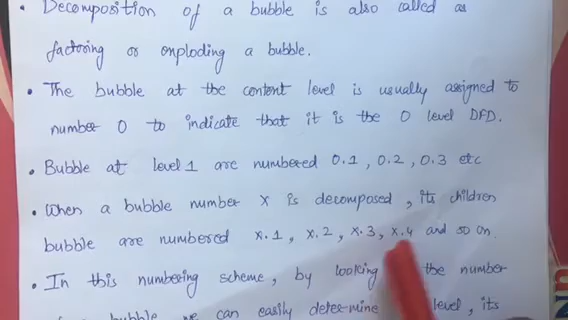 • Decomposition of a bubble is also called as
factoring or exploding a bubble.
• The bubble at the content level is usually assigned to
number 0 to indicate that it is the 0 level DFD.
• Bubble at level 1 are numbered 0.1, 0.2, 0.3 etc
• When a bubble number x is decomposed, its children
bubble are numbered x.1, x.2, x.3, x.4 and so on.
• In this numbering scheme, by looking the number
bubble we can easily determine level, its